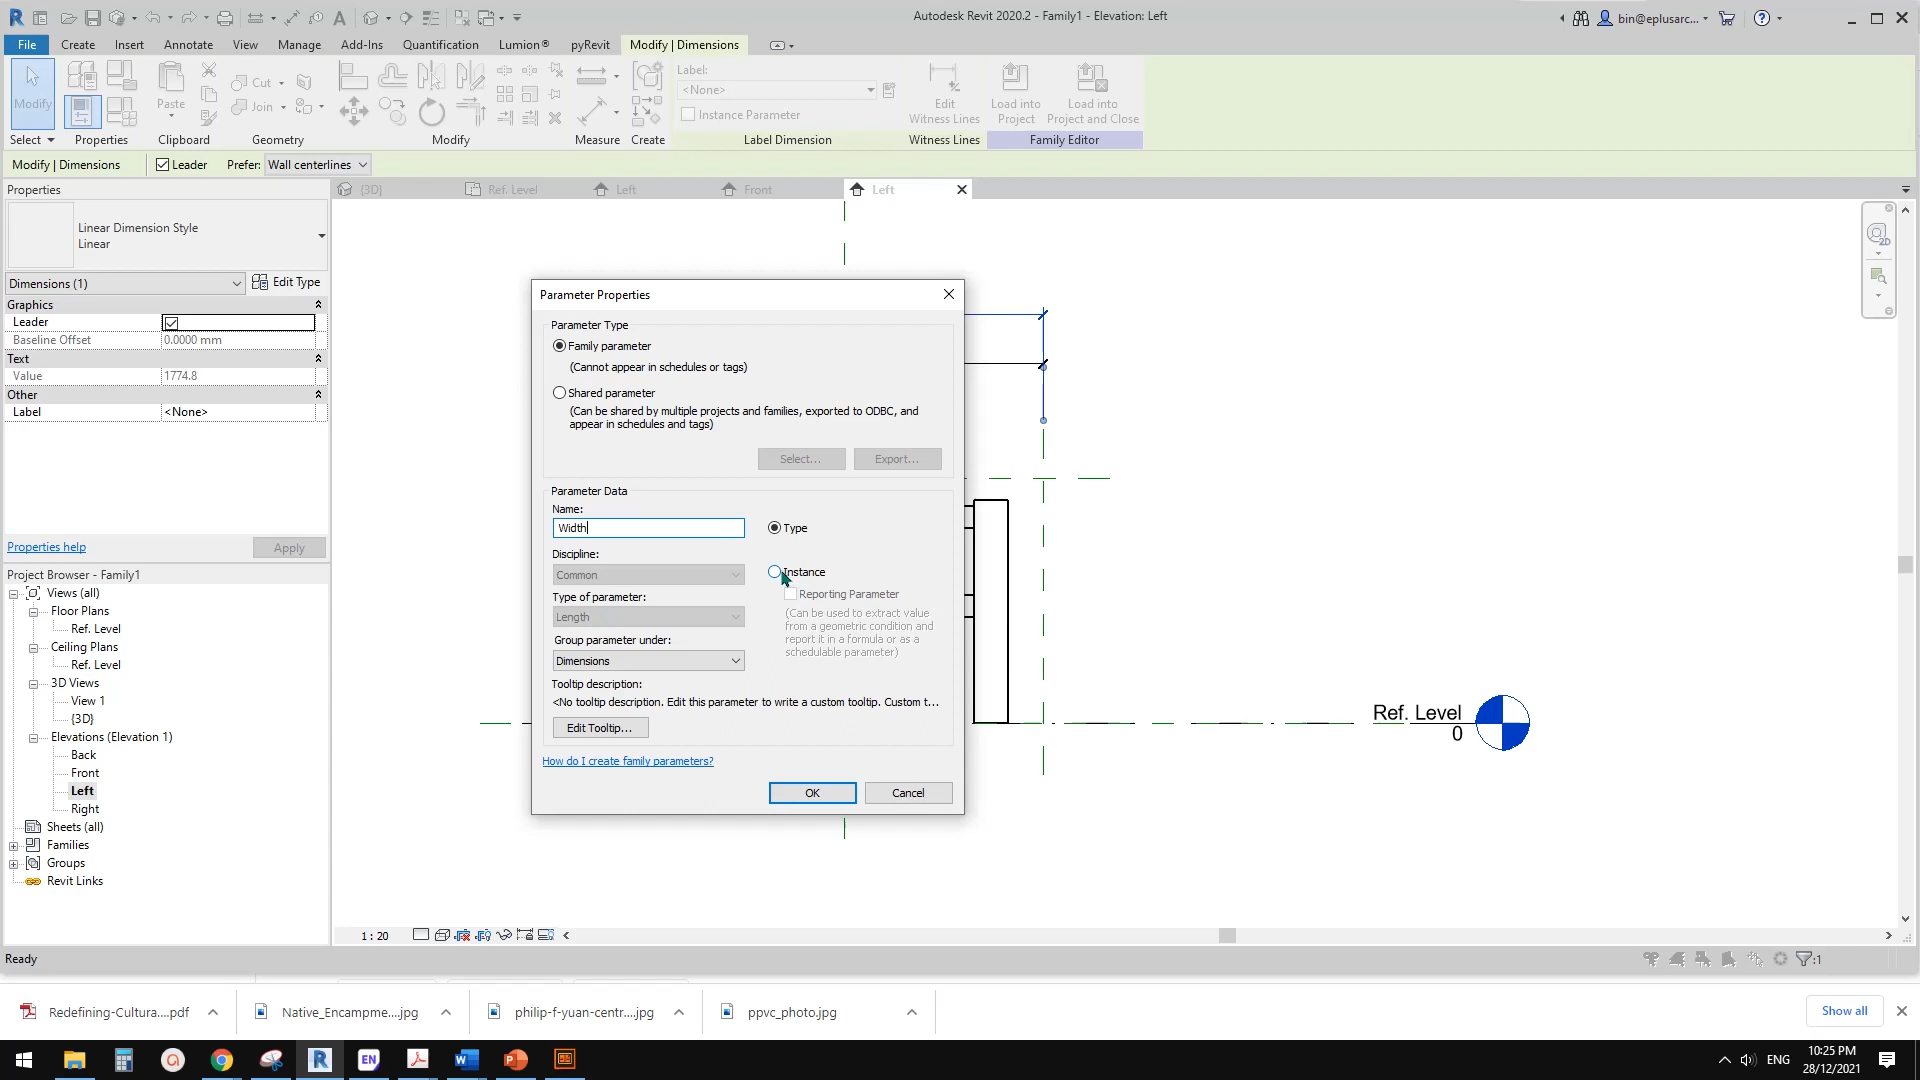 Autodesk Revit 2020.2 - Family1 - Elevation: Left
bin@eplusarc...
File Create Insert Annotate View Manage Add-Ins Quantification Lumion® pyRevit Modify | Dimensions
Modify
Paste
Cut
Join
Label:
<None>
Instance Parameter
Edit
Witness Lines
Load into
Project
Load into
Project and Close
Select Properties Clipboard Geometry Modify Measure Create Label Dimension Witness Lines Family Editor
Modify | Dimensions Leader Prefer: Wall centerlines
Properties
{3D} Ref. Level Left Front Left
Linear Dimension Style
Linear
Dimensions (1) Edit Type
Graphics
Leader
Baseline Offset 0.0000 mm
Text
Value 1774.8
Other
Label <None>
Properties help Apply
Project Browser - Family1
Views (all)
Floor Plans
Ref. Level
Ceiling Plans
Ref. Level
3D Views
View 1
{3D}
Elevations (Elevation 1)
Back
Front
Left
Right
Sheets (all)
Families
Groups
Revit Links
Parameter Properties
Parameter Type
Family parameter
(Cannot appear in schedules or tags)
Shared parameter
(Can be shared by multiple projects and families, exported to ODBC, and
appear in schedules and tags)
Select... Export...
Parameter Data
Name:
Width
Type
Discipline:
Common
Instance
Reporting Parameter
(Can be used to extract value
from a geometric condition and
report it in a formula or as a
schedulable parameter)
Type of parameter:
Length
Group parameter under:
Dimensions
Tooltip description:
<No tooltip description. Edit this parameter to write a custom tooltip. Custom t...
Edit Tooltip...
How do I create family parameters?
OK Cancel
Ref. Level
0
1 : 20
Ready
:1
Redefining-Cultura....pdf Native_Encampme....jpg philip-f-yuan-centr....jpg ppvc_photo.jpg Show all
EN
ENG
10:25 PM
28/12/2021